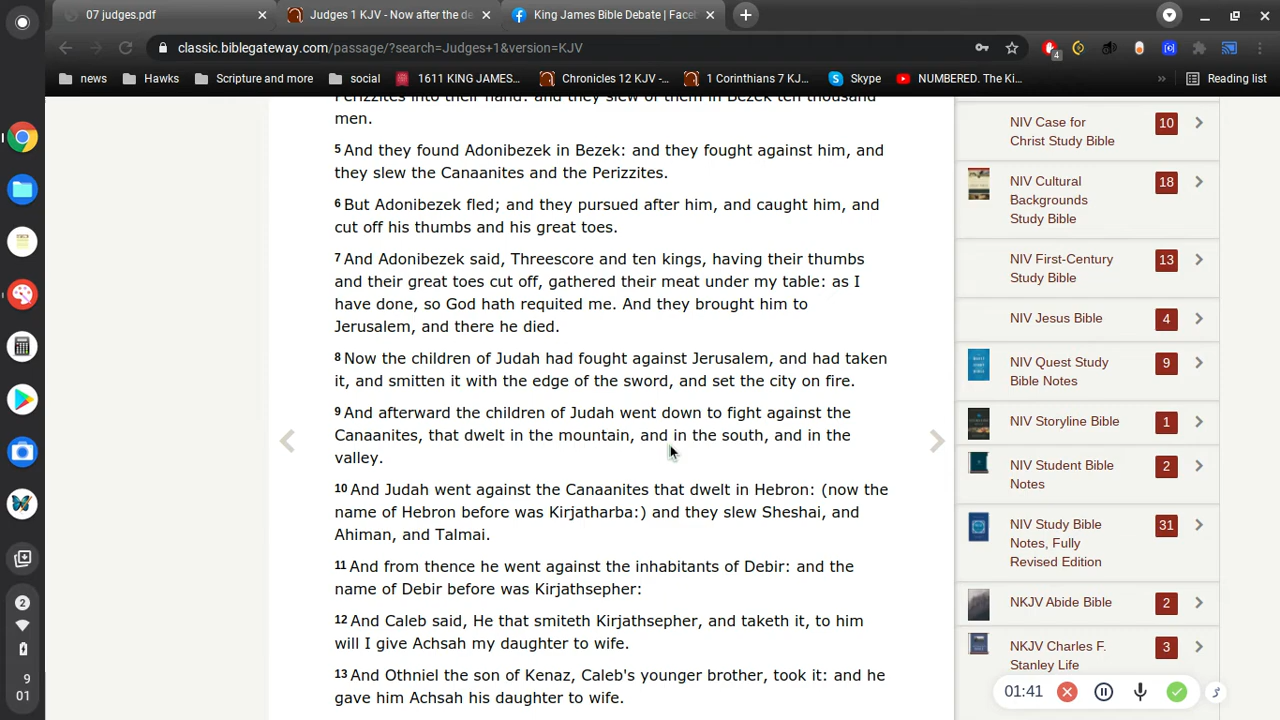 07 judges.pdf
Judges 1 KJV - Now after the de
King James Bible Debate | Faceb
classic.biblegateway.com/passage/?search=Judges+1&version=KJV
4
news
Hawks
Scripture and more
social
1611 KING JAMES...
Chronicles 12 KJV -...
1 Corinthians 7 KJ...
Skype
NUMBERED. The Ki...
»
Reading list
Perizzites into their hand: and they slew of them in Bezek ten thousand
men.
5 And they found Adonibezek in Bezek: and they fought against him, and
they slew the Canaanites and the Perizzites.
6 But Adonibezek fled; and they pursued after him, and caught him, and
cut off his thumbs and his great toes.
7 And Adonibezek said, Threescore and ten kings, having their thumbs
and their great toes cut off, gathered their meat under my table: as I
have done, so God hath requited me. And they brought him to
Jerusalem, and there he died.
8 Now the children of Judah had fought against Jerusalem, and had taken
it, and smitten it with the edge of the sword, and set the city on fire.
9 And afterward the children of Judah went down to fight against the
Canaanites, that dwelt in the mountain, and in the south, and in the
valley.
10 And Judah went against the Canaanites that dwelt in Hebron: (now the
name of Hebron before was Kirjatharba:) and they slew Sheshai, and
Ahiman, and Talmai.
11 And from thence he went against the inhabitants of Debir: and the
name of Debir before was Kirjathsepher:
12 And Caleb said, He that smiteth Kirjathsepher, and taketh it, to him
will I give Achsah my daughter to wife.
13 And Othniel the son of Kenaz, Caleb's younger brother, took it: and he
gave him Achsah his daughter to wife.
NIV Case for
Christ Study Bible
10
NIV Cultural
Backgrounds
Study Bible
18
NIV First-Century
Study Bible
13
NIV Jesus Bible
4
NIV Quest Study
Bible Notes
9
NIV Storyline Bible
1
NIV Student Bible
Notes
2
NIV Study Bible
Notes, Fully
Revised Edition
31
NKJV Abide Bible
2
NKJV Charles F.
Stanley Life
3
01:41
2
9
01